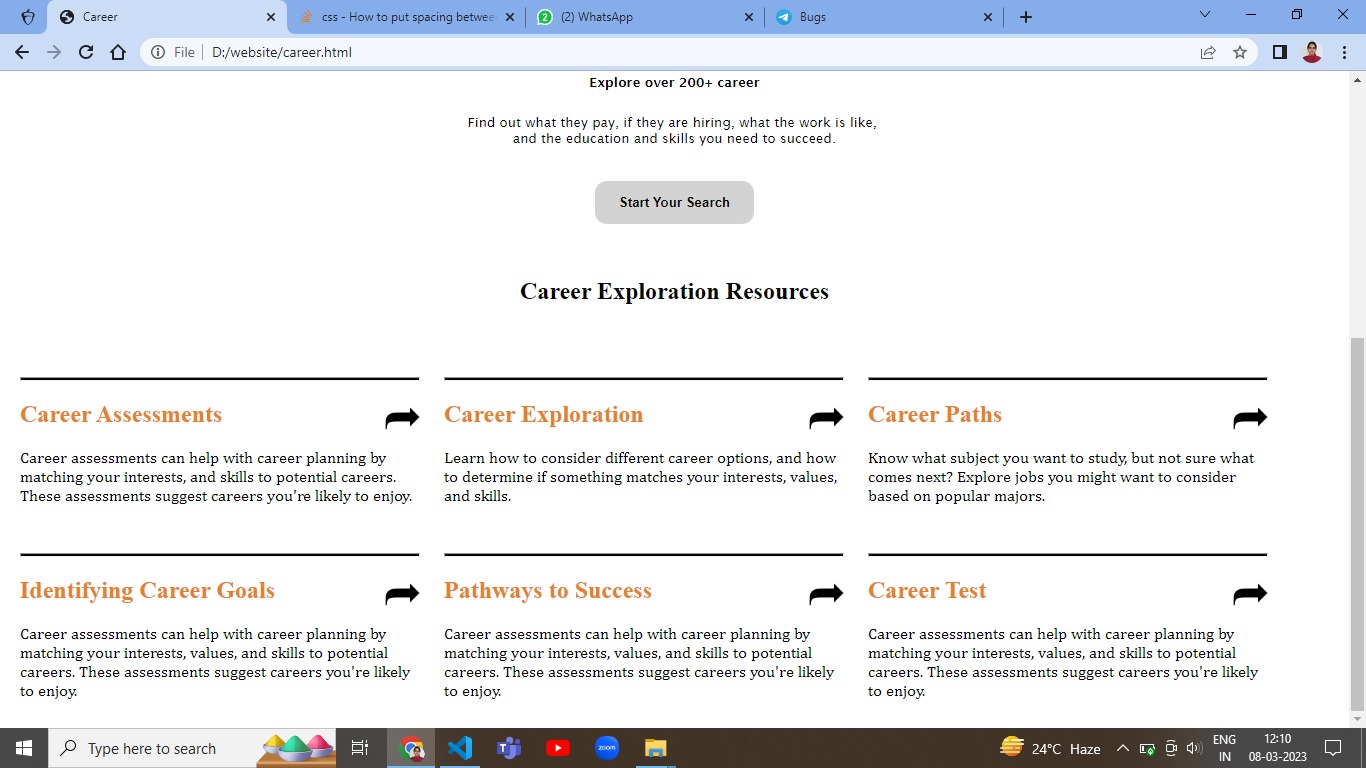 Career
css - How to put spacing betwee
(2) WhatsApp
Bugs
File
D:/website/career.html
Explore over 200+ career
Find out what they pay, if they are hiring, what the work is like,
and the education and skills you need to succeed.
Start Your Search
Career Exploration Resources
Career Assessments
Career assessments can help with career planning by
matching your interests, and skills to potential careers.
These assessments suggest careers you're likely to enjoy.
Career Exploration
Learn how to consider different career options, and how
to determine if something matches your interests, values,
and skills.
Career Paths
Know what subject you want to study, but not sure what
comes next? Explore jobs you might want to consider
based on popular majors.
Identifying Career Goals
Career assessments can help with career planning by
matching your interests, values, and skills to potential
careers. These assessments suggest careers you're likely
to enjoy.
Pathways to Success
Career assessments can help with career planning by
matching your interests, values, and skills to potential
careers. These assessments suggest careers you're likely
to enjoy.
Career Test
Career assessments can help with career planning by
matching your interests, values, and skills to potential
careers. These assessments suggest careers you're likely
to enjoy.
Type here to search
zoom
24°C Haze
ENG
IN
12:10
08-03-2023